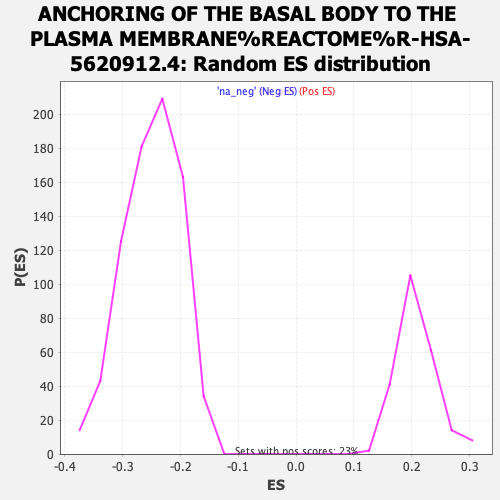 ANCHORING OF THE BASAL BODY TO THE
PLASMA MEMBRANE%REACTOME%R-HSA-
5620912.4: Random ES distribution
'na_neg' (Neg ES) (Pos ES)
200
180
160
140
120
100
80
60
40
20
0
P(ES)
Sets with pos scores: 23%
-0.4 -0.3 -0.2 -0.1 0.0 0.1 0.2 0.3
ES